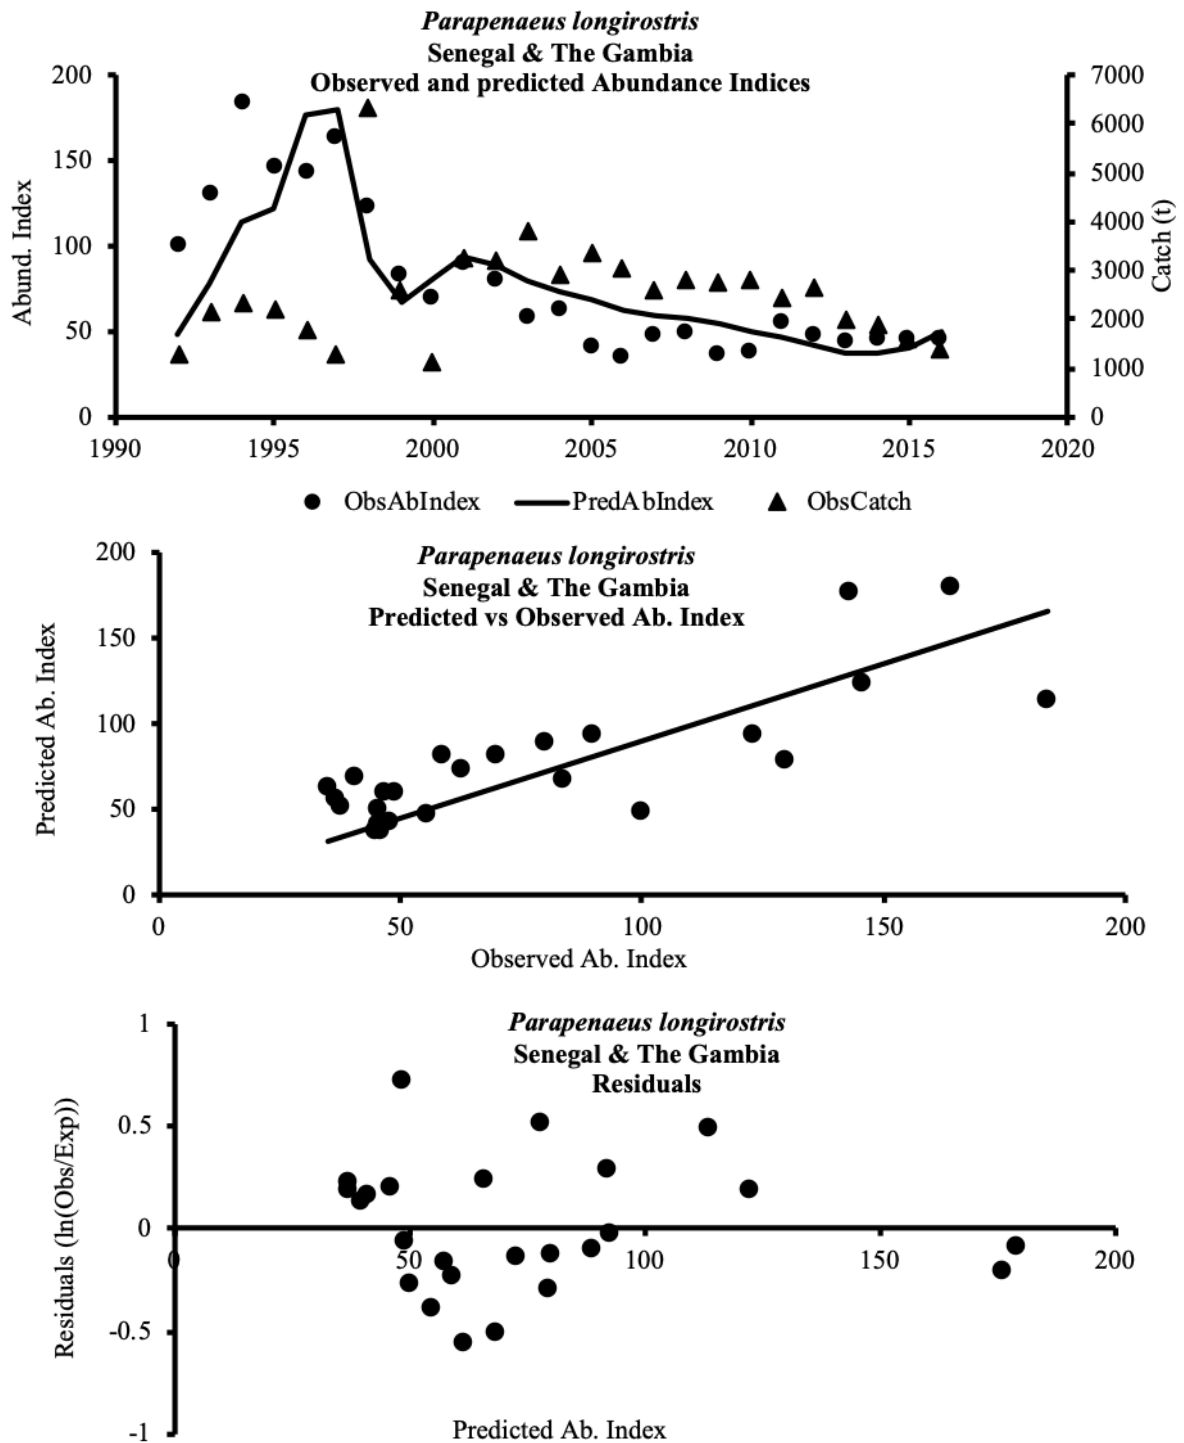 Parapenaeus longirostris
Senegal & The Gambia
Observed and predicted Abundance Indices
200
150
100
50
0
Abund. Index
7000
6000
5000
4000
3000
2000
1000
0
Catch (t)
1990 1995 2000 2005 2010 2015 2020
ObsAbIndex PredAbIndex ObsCatch
Parapenaeus longirostris
Senegal & The Gambia
Predicted vs Observed Ab. Index
200
150
100
50
0
Predicted Ab. Index
0 50 100 150 200
Observed Ab. Index
Parapenaeus longirostris
Senegal & The Gambia
Residuals
1
0.5
0
-0.5
-1
Residuals (ln(Obs/Exp))
0 50 100 150 200
Predicted Ab. Index